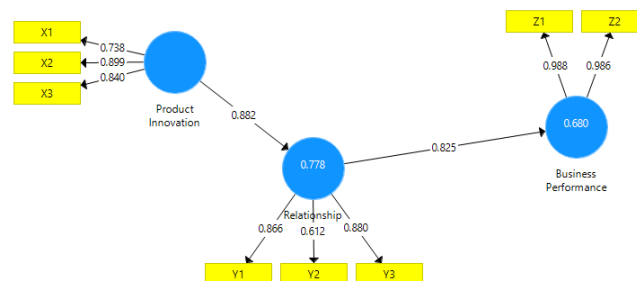 X1
X2
X3
0.738
0.899
0.840
Product
Innovation
0.882
0.778
Relationship
0.866
0.612
0.880
Y1
Y2
Y3
0.825
Z1
Z2
0.988
0.986
0.680
Business
Performance